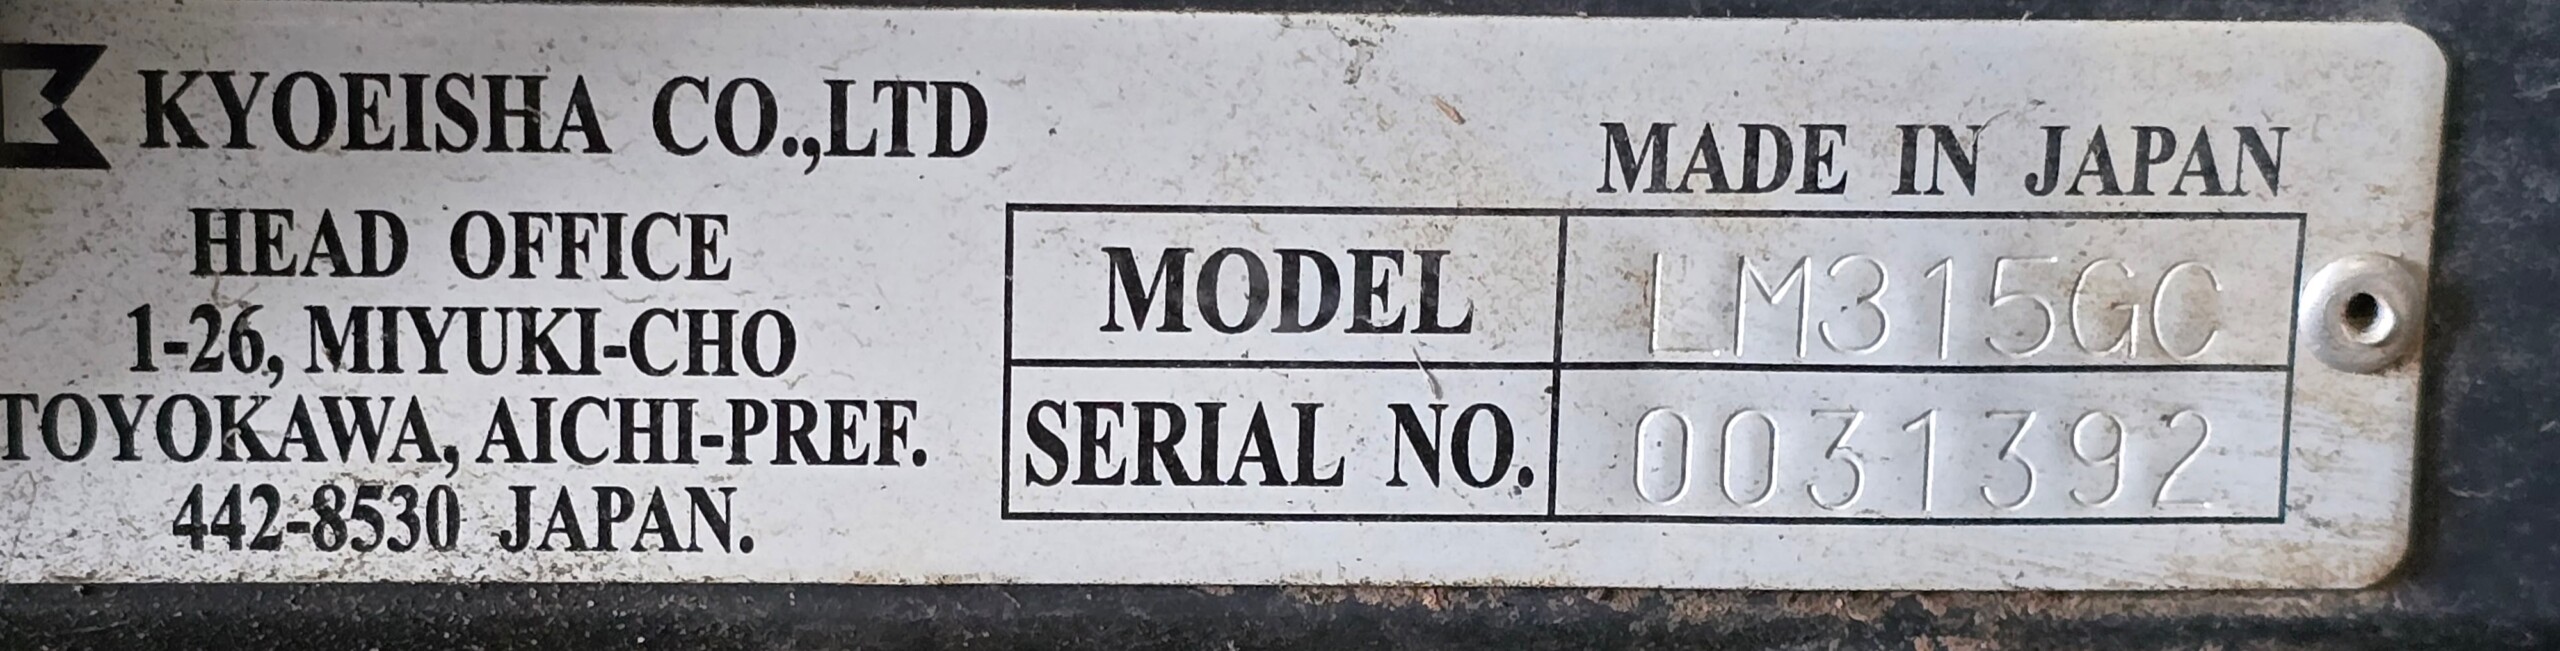 KYOEISHA CO.,LTD
HEAD OFFICE
1-26, MIYUKI-CHO
TOYOKAWA, AICHI-PREF.
442-8530 JAPAN.
MADE IN JAPAN
MODEL LM315GC
SERIAL NO. 0031392